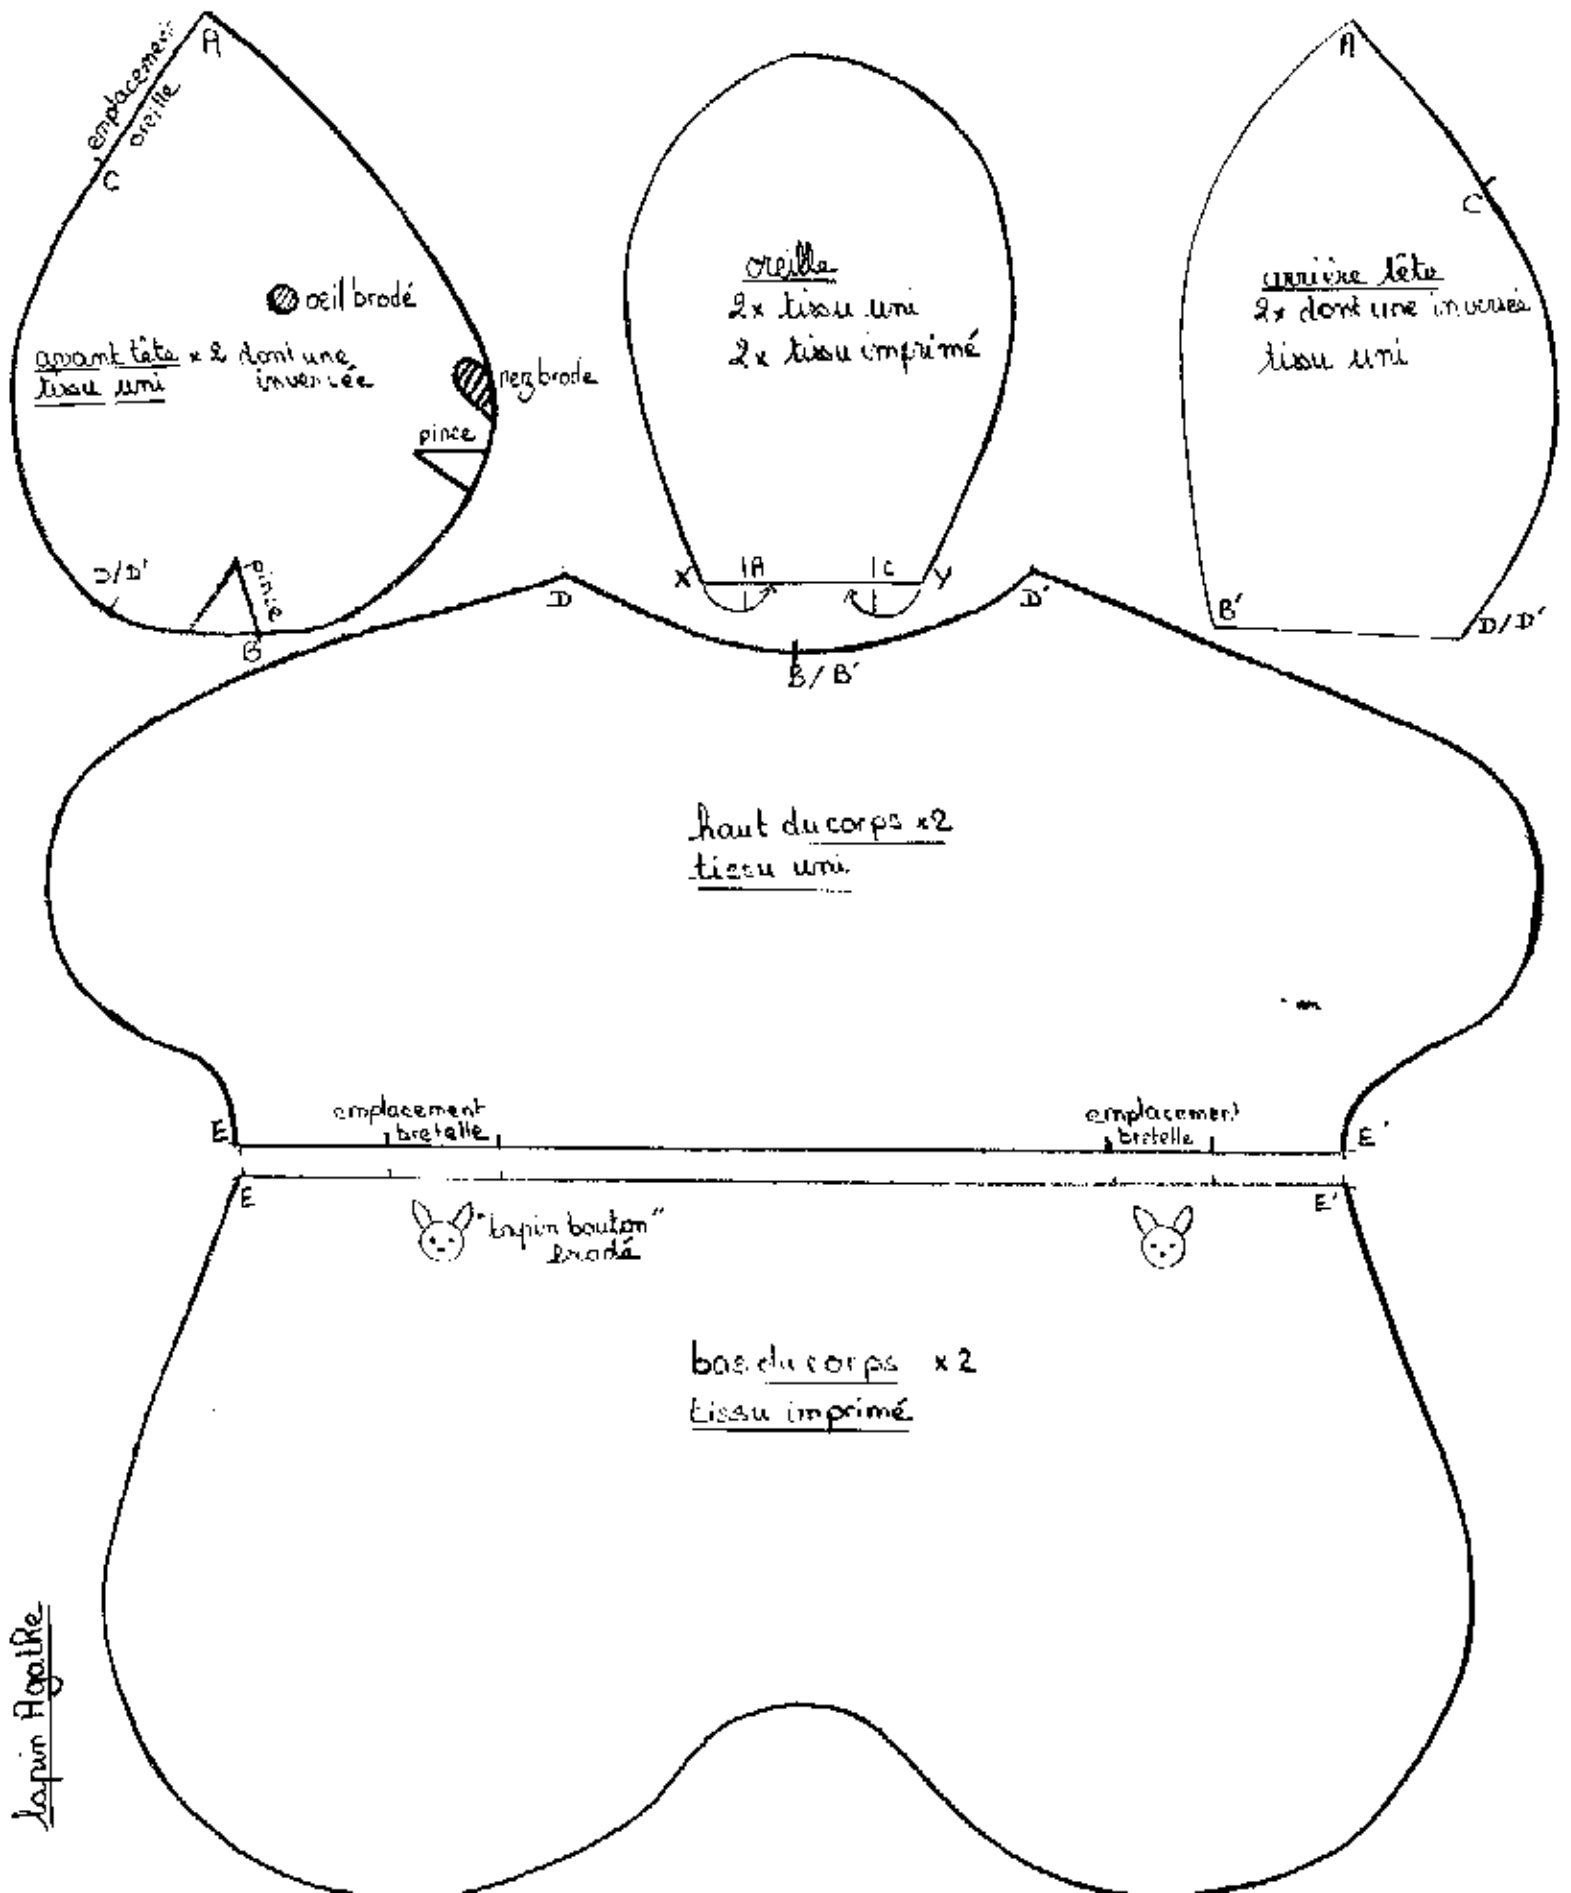 A
emplacement
oreille
C
oeil brodé
avant tête x 2 dont une
inversée
tissu uni
nez brodé
pince
D/D'
pince
B
oreille
2x tissu uni
2x tissu imprimé
X
A
C
Y
A
C
arrière tête
2x dont une inversée
tissu uni
B'
D/D'
D
D'
B/B'
haut du corps x2
tissu uni
E
emplacement
bretelle
emplacement
bretelle
E'
E
E'
"lapin bouton"
brodé
bas du corps x2
tissu imprimé
lapin Agathe